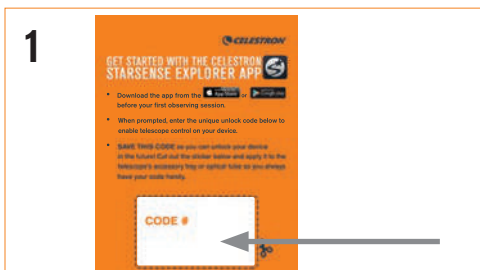 1
CELESTRON
GET STARTED WITH THE CELESTRON
STARSENSE EXPLORER APP
• Download the app from the App Store or Google play
before your first observing session.
• When prompted, enter the unique unlock code below to
enable telescope control on your device.
• SAVE THIS CODE so you can unlock your device
in the future! Cut out the sticker below and apply it to the
telescope's accessory tray or optical tube so you always
have your code handy.
CODE #